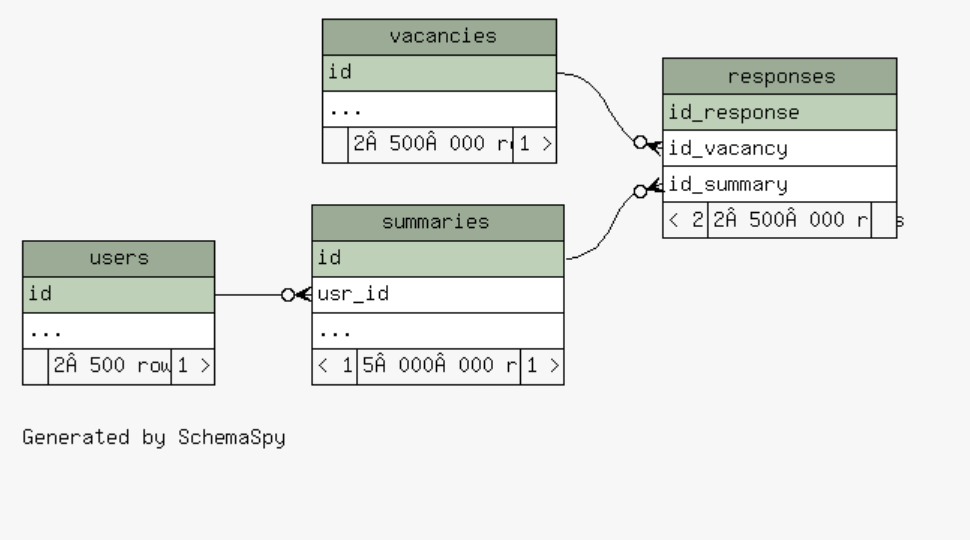 vacancies
id
...
2Â 500Â 000 r 1 >
responses
id_response
id_vacancy
id_summary
< 2 2Â 500Â 000 r s
summaries
id
usr_id
...
< 1 5Â 000Â 000 r 1 >
users
id
...
2Â 500 row 1 >
Generated by SchemaSpy